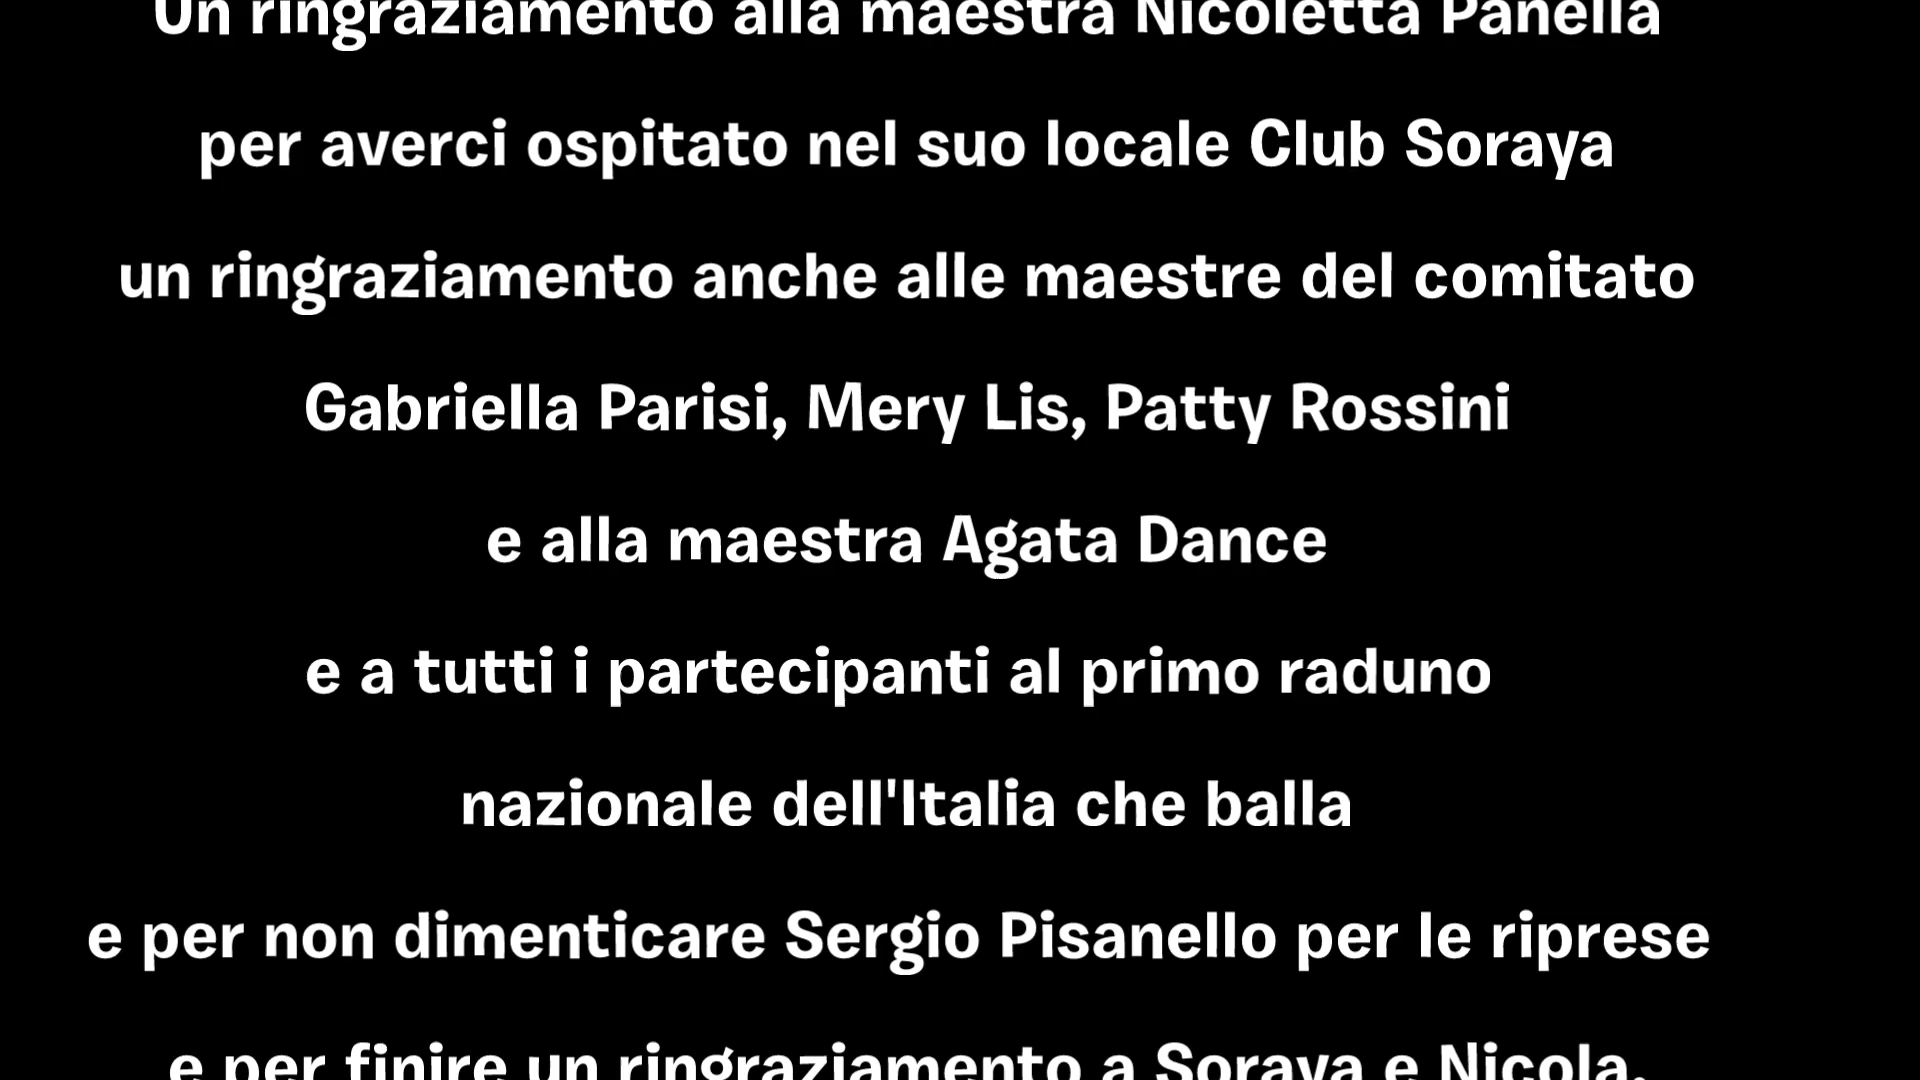 Un ringraziamento alla maestra Nicoletta Panella
per averci ospitato nel suo locale Club Soraya
un ringraziamento anche alle maestre del comitato
Gabriella Parisi, Mery Lis, Patty Rossini
e alla maestra Agata Dance
e a tutti i partecipanti al primo raduno
nazionale dell'Italia che balla
e per non dimenticare Sergio Pisanello per le riprese
e per finire un ringraziamento a Soraya e Nicola.